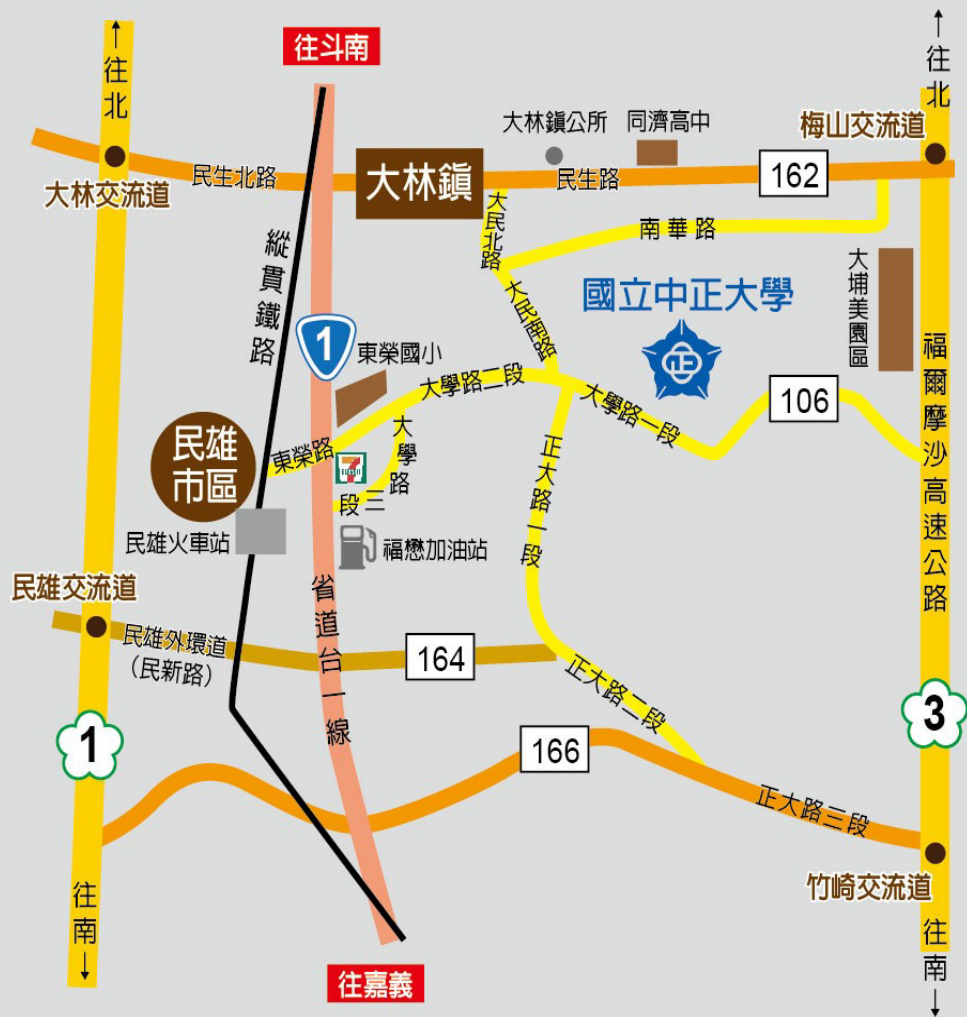 往斗南
往北
往北
大林鎮公所
同濟高中
梅山交流道
大林交流道
民生北路
大林鎮
民生路
162
大民北路
南華路
縱貫鐵路
大民南路
國立中正大學
正
大埔美園區
1
東榮國小
大學路二段
大學路一段
106
福爾摩沙高速公路
民雄
市區
東榮路
7
ELEVEn
大學路
三段
正大路一段
民雄火車站
福懋加油站
民雄交流道
省道台一線
民雄外環道
(民新路)
164
正大路二段
1
3
166
正大路三段
竹崎交流道
往南
往南
往嘉義